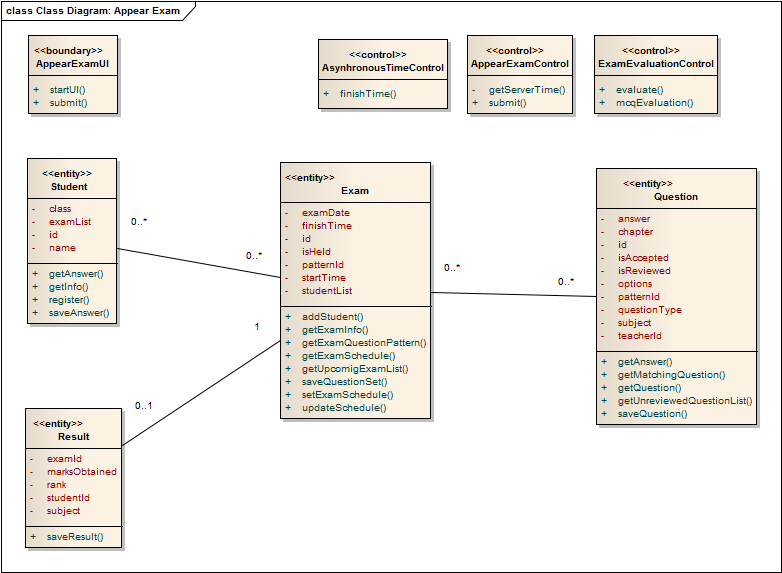 class Class Diagram: Appear Exam
<<boundary>>
AppearExamUI
+ startUI()
+ submit()
<<control>>
AsynhronousTimeControl
+ finishTime()
<<control>>
AppearExamControl
- getServerTime()
+ submit()
<<control>>
ExamEvaluationControl
+ evaluate()
+ mcqEvaluation()
<<entity>>
Student
- class
- examList
- id
- name
+ getAnswer()
+ getInfo()
+ register()
+ saveAnswer()
0..*
0..*
<<entity>>
Exam
- examDate
- finishTime
- id
- isHeld
- patternId
- startTime
- studentList
+ addStudent()
+ getExamInfo()
+ getExamQuestionPattern()
+ getExamSchedule()
+ getUpcomigExamList()
+ saveQuestionSet()
+ setExamSchedule()
+ updateSchedule()
0..*
0..*
<<entity>>
Question
- answer
- chapter
- id
- isAccepted
- isReviewed
- options
- patternId
- questionType
- subject
- teacherId
+ getAnswer()
+ getMatchingQuestion()
+ getQuestion()
+ getUnreviewedQuestionList()
+ saveQuestion()
1
0..1
<<entity>>
Result
- examId
- marksObtained
- rank
- studentId
- subject
+ saveResult()